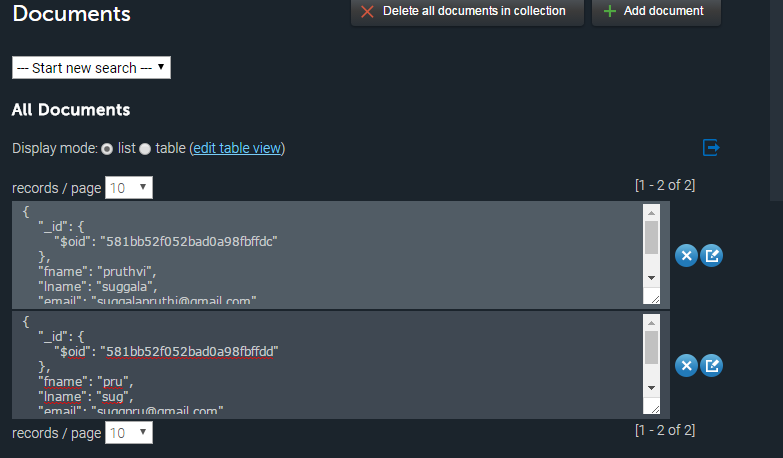 Documents
Delete all documents in collection
Add document
--- Start new search ---
All Documents
Display mode: list table (edit table view)
records / page 10
[1 - 2 of 2]
{
"_id": {
"$oid": "581bb52f052bad0a98fbffdc"
},
"fname": "pruthvi",
"lname": "suggala",
"email": "suggalapruthi@gmail.com"
{
"_id": {
"$oid": "581bb52f052bad0a98fbffdd"
},
"fname": "pru",
"lname": "sug",
"email": "suggpru@gmail.com"
records / page 10
[1 - 2 of 2]